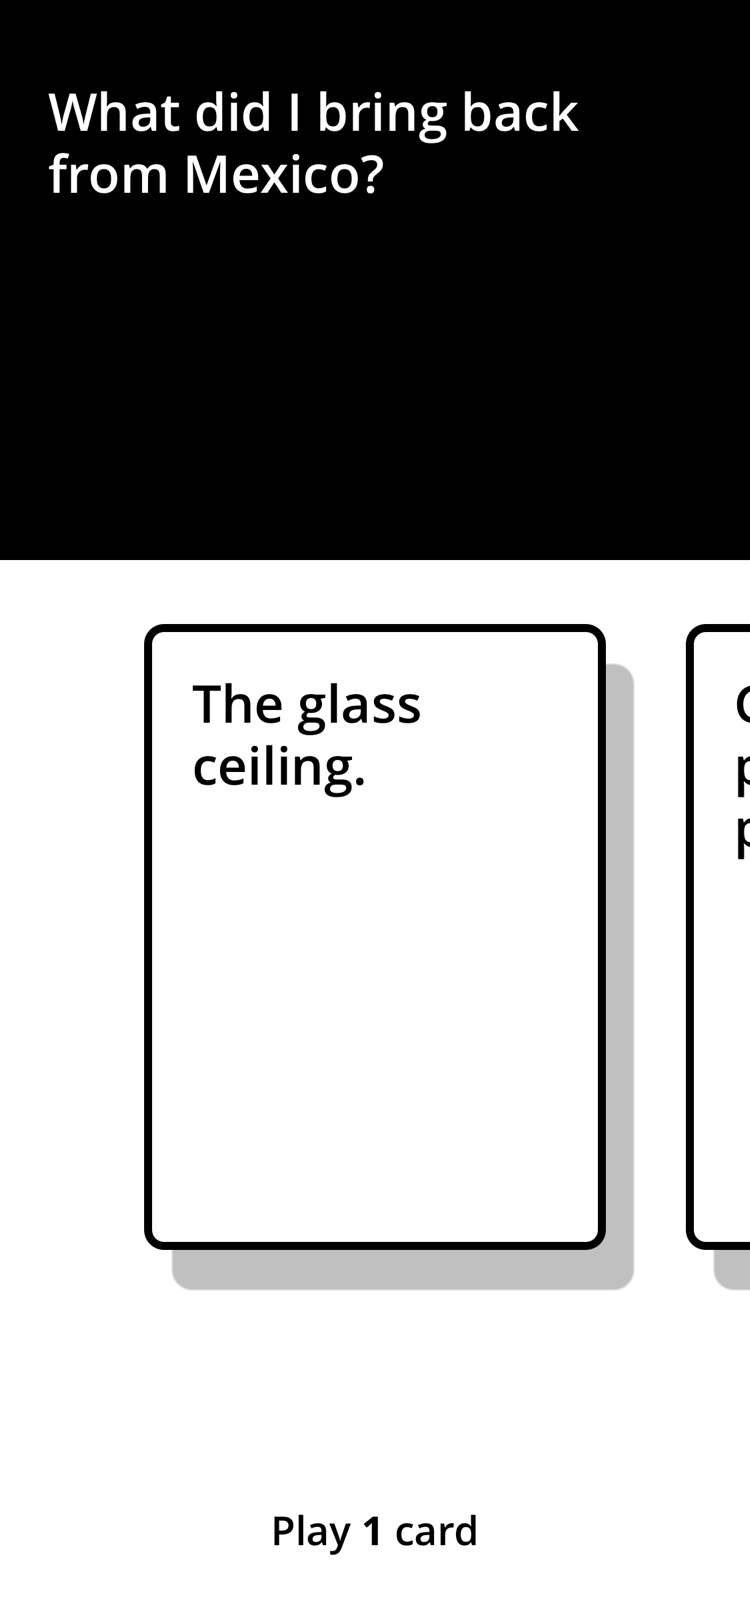 What did I bring back
from Mexico?
The glass
ceiling.
Play 1 card